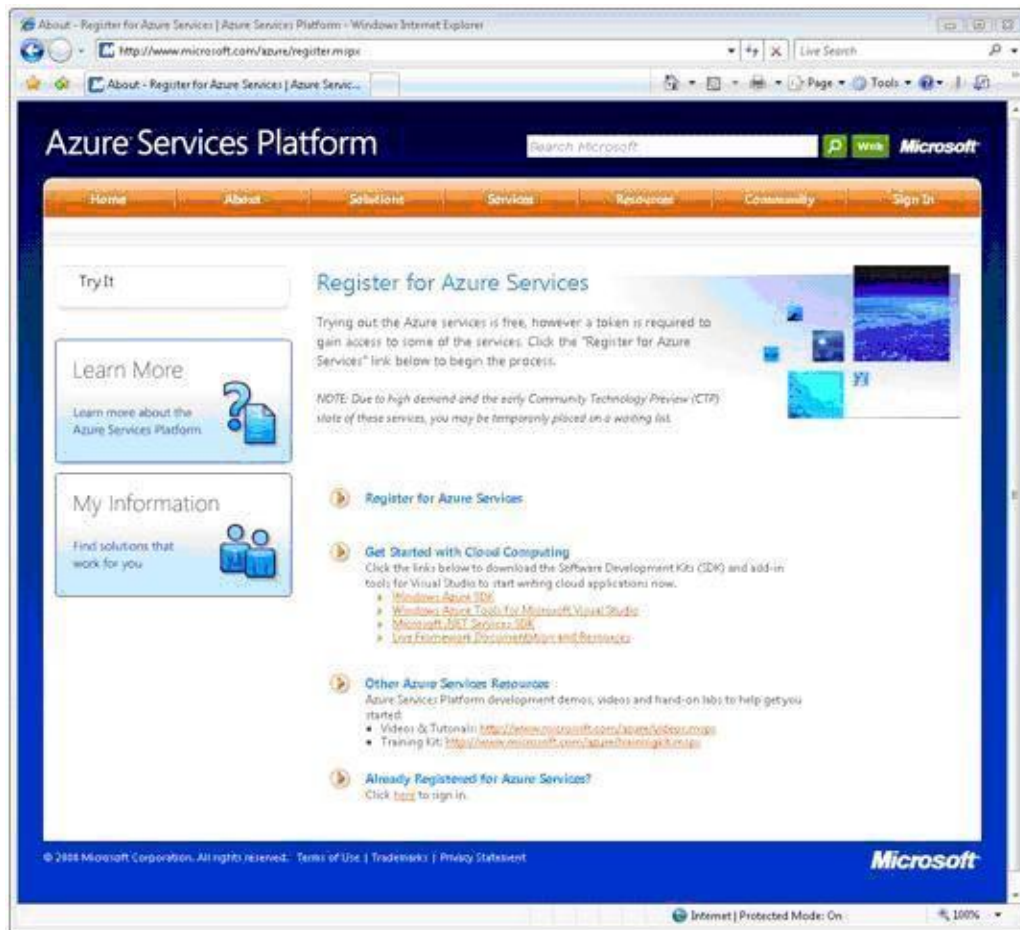 About - Register for Azure Services | Azure Services Platform - Windows Internet Explorer
http://www.microsoft.com/azure/register.mspx
Live Search
About - Register for Azure Services | Azure Servic...
Page
Tools
Azure Services Platform
Search Microsoft
Web
Microsoft
Home
About
Solutions
Services
Resources
Community
Sign In
Try It
Learn More
Learn more about the
Azure Services Platform
My Information
Find solutions that
work for you
Register for Azure Services
Trying out the Azure services is free, however a token is required to
gain access to some of the services. Click the "Register for Azure
Services" link below to begin the process.
NOTE: Due to high demand and the early Community Technology Preview (CTP)
state of these services, you may be temporarily placed on a waiting list.
Register for Azure Services
Get Started with Cloud Computing
Click the links below to download the Software Development Kits (SDK) and add-in
tools for Visual Studio to start writing cloud applications now.
Windows Azure SDK
Windows Azure Tools for Microsoft Visual Studio
Microsoft .NET Services SDK
Live Framework Documentation and Resources
Other Azure Services Resources
Azure Services Platform development demos, videos and hand-on labs to help get you
started:
• Videos & Tutorials: http://www.microsoft.com/azure/videos.mspx
• Training Kit: http://www.microsoft.com/azure/trainingkit.mspx
Already Registered for Azure Services?
Click here to sign in.
© 2008 Microsoft Corporation. All rights reserved. Terms of Use | Trademarks | Privacy Statement
Microsoft
Internet | Protected Mode: On
100%